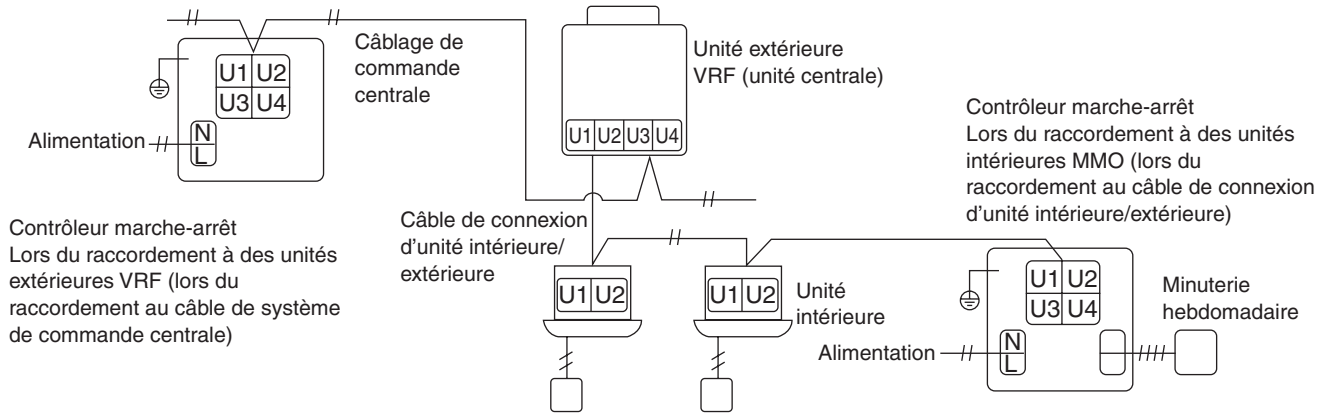 U1 U2
U3 U4
N
L
Alimentation
Câblage de
commande
centrale
Unité extérieure
VRF (unité centrale)
U1 U2 U3 U4
Contrôleur marche-arrêt
Lors du raccordement à des unités
extérieures VRF (lors du
raccordement au câble de système
de commande centrale)
Câble de connexion
d’unité intérieure/
extérieure
U1 U2
U1 U2
Unité
intérieure
Contrôleur marche-arrêt
Lors du raccordement à des unités
intérieures MMO (lors du
raccordement au câble de connexion
d’unité intérieure/extérieure)
U1 U2
U3 U4
N
L
Alimentation
Minuterie
hebdomadaire